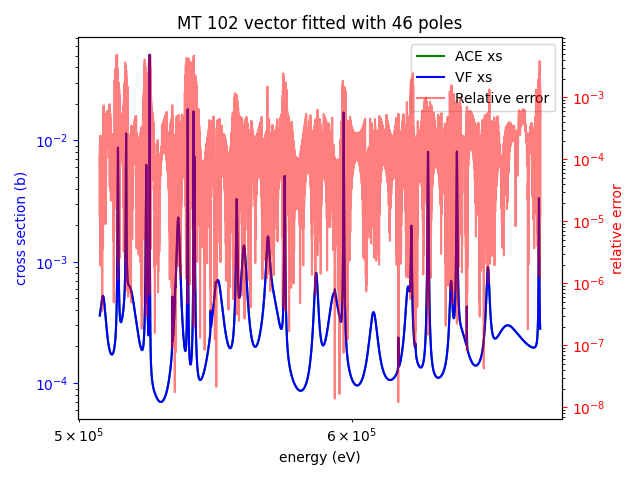 MT 102 vector fitted with 46 poles
ACE xs
VF xs
Relative error
cross section (b)
10⁻²
10⁻³
10⁻⁴
10⁻³
10⁻⁴
10⁻⁵
10⁻⁶
10⁻⁷
10⁻⁸
relative error
5 × 10⁵
6 × 10⁵
energy (eV)